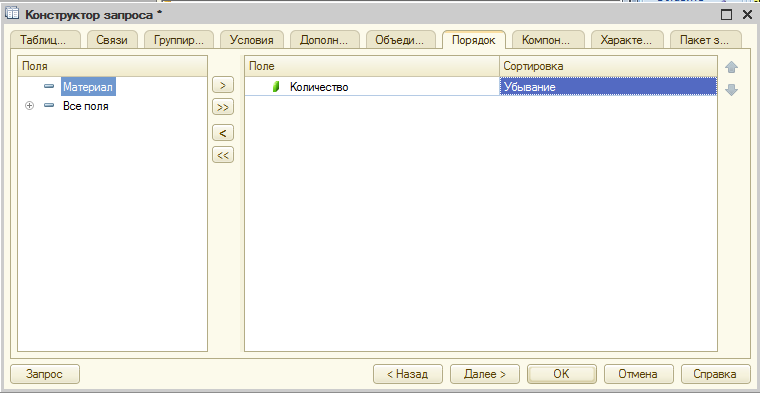 Конструктор запроса *
Таблиц... Связи Группир... Условия Дополн... Объеди... Порядок Компон... Характе... Пакет з...
Поля Поле Сортировка
Материал > Количество Убывание
Все поля >>
<
<<
Запрос < Назад Далее > OK Отмена Справка